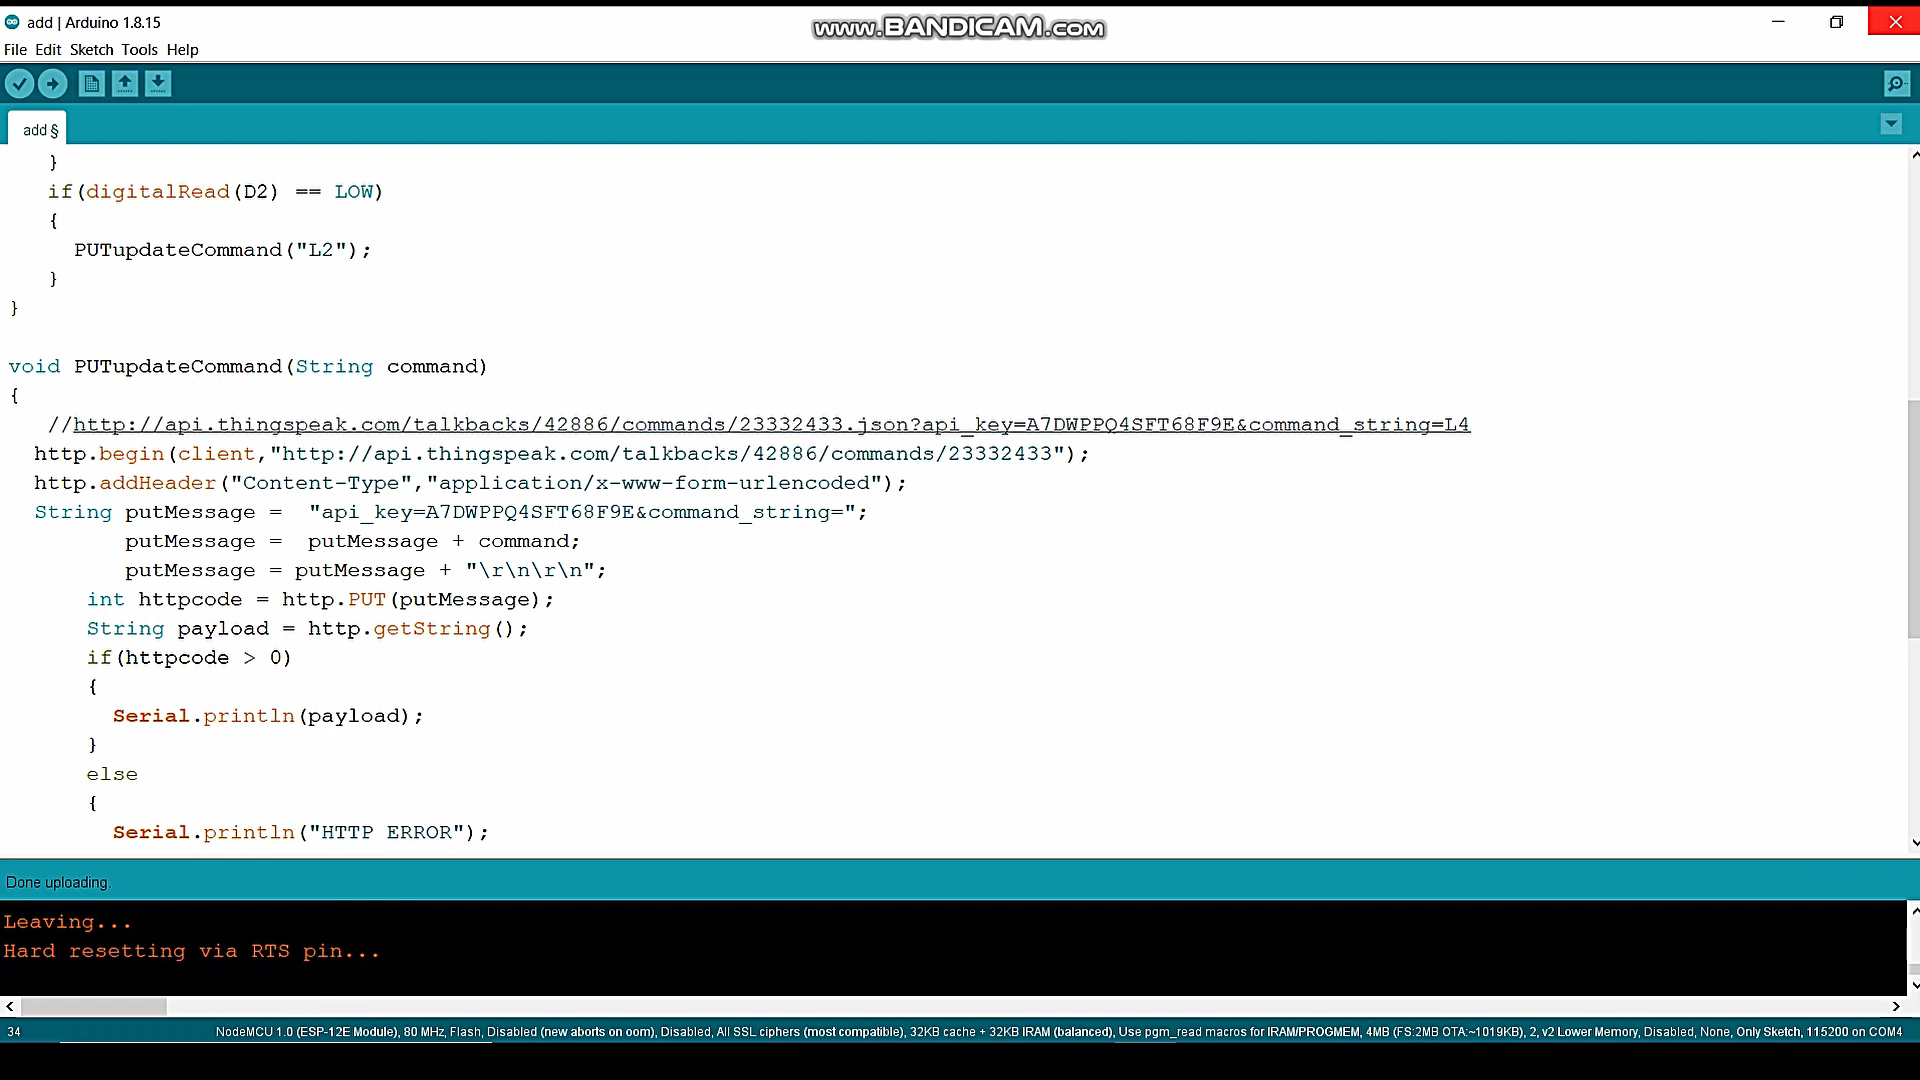 add | Arduino 1.8.15
www.BANDICAM.com
File Edit Sketch Tools Help
add §
}
if(digitalRead(D2) == LOW)
{
PUTupdateCommand("L2");
}
}
void PUTupdateCommand(String command)
{
//http://api.thingspeak.com/talkbacks/42886/commands/23332433.json?api_key=A7DWPPQ4SFT68F9E&command_string=L4
http.begin(client,"http://api.thingspeak.com/talkbacks/42886/commands/23332433");
http.addHeader("Content-Type","application/x-www-form-urlencoded");
String putMessage =  "api_key=A7DWPPQ4SFT68F9E&command_string=";
putMessage =  putMessage + command;
putMessage = putMessage + "\r\n\r\n";
int httpcode = http.PUT(putMessage);
String payload = http.getString();
if(httpcode > 0)
{
Serial.println(payload);
}
else
{
Serial.println("HTTP ERROR");
Done uploading.
Leaving...
Hard resetting via RTS pin...
34
NodeMCU 1.0 (ESP-12E Module), 80 MHz, Flash, Disabled (new aborts on oom), Disabled, All SSL ciphers (most compatible), 32KB cache + 32KB IRAM (balanced), Use pgm_read macros for IRAM/PROGMEM, 4MB (FS:2MB OTA:~1019KB), 2, v2 Lower Memory, Disabled, None, Only Sketch, 115200 on COM4